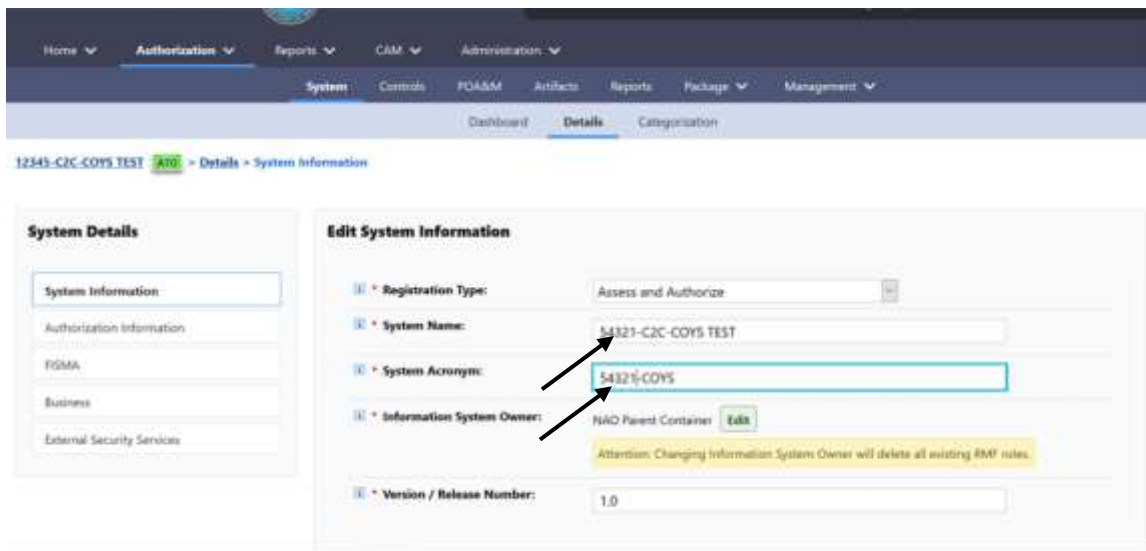 Home Authorization Reports CAM Administration
System Controls POA&M Artifacts Reports Package Management
Dashboard Details Categorization
12345-C2C-COYS TEST ATO > Details > System Information
System Details
System Information
Authorization Information
FISMA
Business
External Security Services
Edit System Information
* Registration Type: Assess and Authorize
* System Name: 54321-C2C-COYS TEST
* System Acronym: 54321-COYS
* Information System Owner: NAO Parent Container Edit
Attention: Changing Information System Owner will delete all existing RMF roles.
* Version / Release Number: 1.0